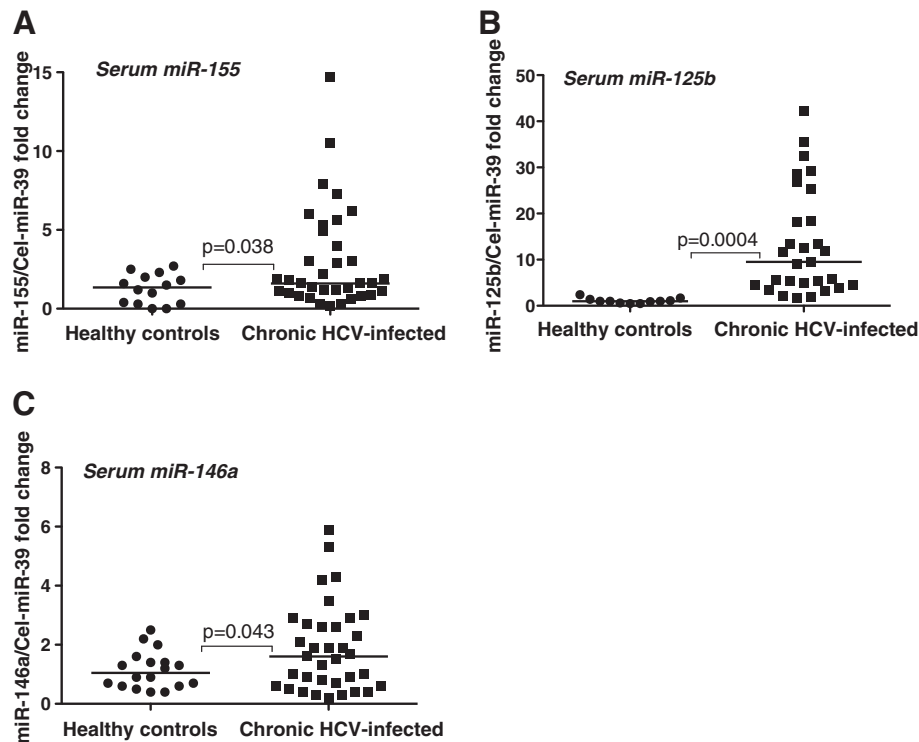 A
Serum miR-155
miR-155/Cel-miR-39 fold change
15
10
5
0
p=0.038
Healthy controls
Chronic HCV-infected
B
Serum miR-125b
miR-125b/Cel-miR-39 fold change
50
40
30
20
10
0
p=0.0004
Healthy controls
Chronic HCV-infected
C
Serum miR-146a
miR-146a/Cel-miR-39 fold change
8
6
4
2
0
p=0.043
Healthy controls
Chronic HCV-infected